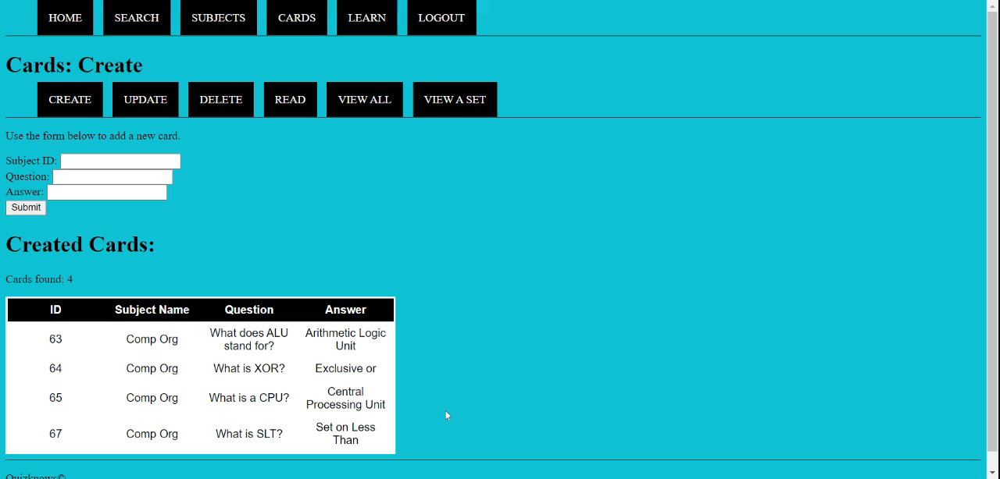 HOME SEARCH SUBJECTS CARDS LEARN LOGOUT
Cards: Create
CREATE UPDATE DELETE READ VIEW ALL VIEW A SET
Use the form below to add a new card.
Subject ID:
Question:
Answer:
Submit
Created Cards:
Cards found: 4
ID Subject Name Question Answer
63 Comp Org What does ALU stand for? Arithmetic Logic Unit
64 Comp Org What is XOR? Exclusive or
65 Comp Org What is a CPU? Central Processing Unit
67 Comp Org What is SLT? Set on Less Than
Quizknows©